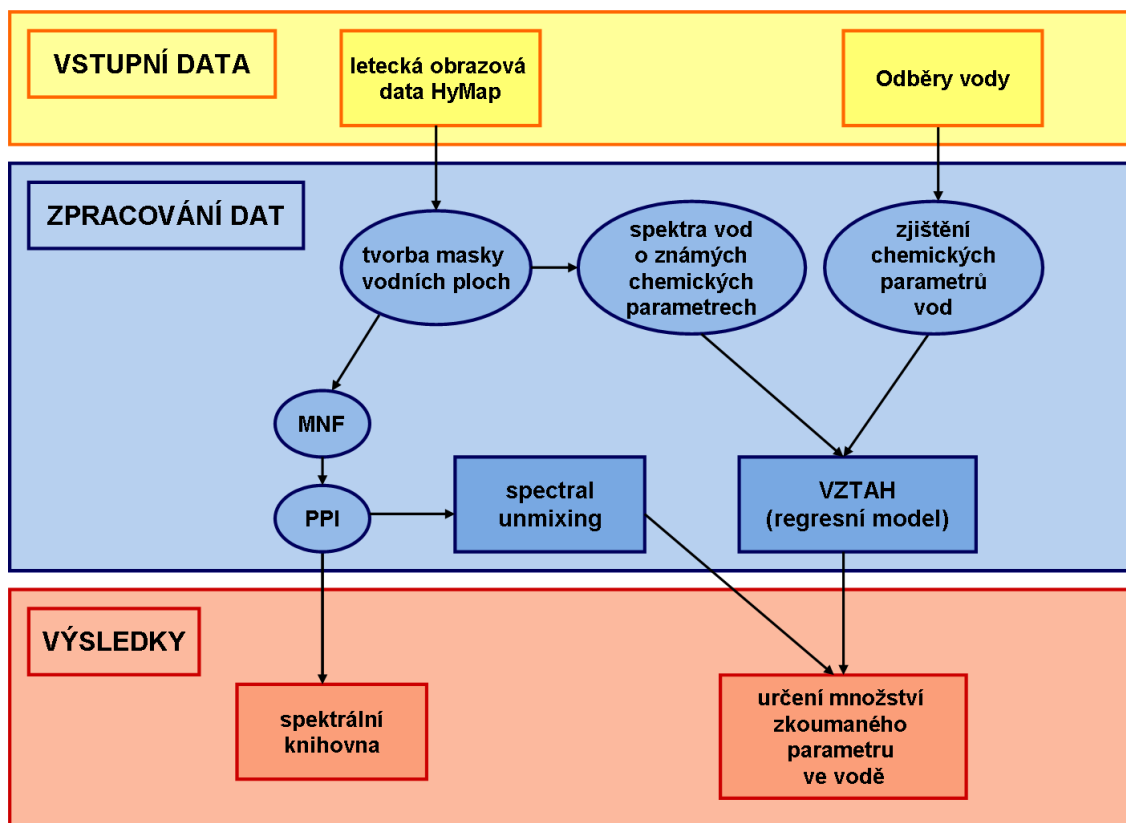 VSTUPNÍ DATA
letecká obrazová
data HyMap
Odběry vody
ZPRACOVÁNÍ DAT
tvorba masky
vodních ploch
spektra vod
o známých
chemických
parametrech
zjištění
chemických
parametrů
vod
MNF
PPI
spectral
unmixing
VZTAH
(regresní model)
VÝSLEDKY
spektrální
knihovna
určení množství
zkoumaného
parametru
ve vodě